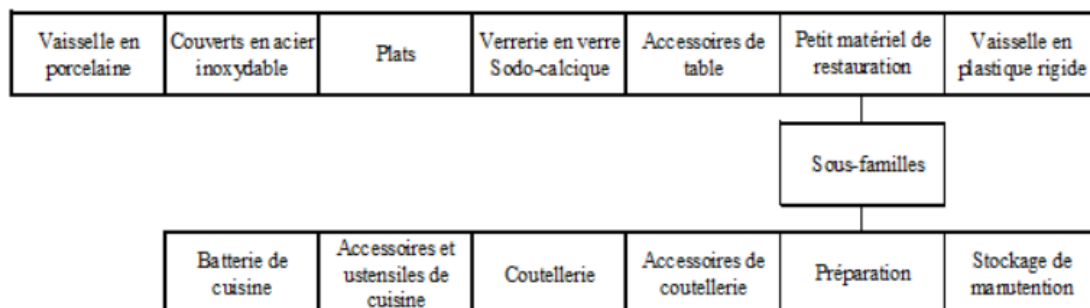 Vaisselle en
porcelaine
Couverts en acier
inoxydable
Plats
Verrerie en verre
Sodo-calcique
Accessoires de
table
Petit matériel de
restauration
Vaisselle en
plastique rigide
Sous-familles
Batterie de
cuisine
Accessoires et
ustensiles de
cuisine
Coutellerie
Accessoires de
coutellerie
Préparation
Stockage de
manutention